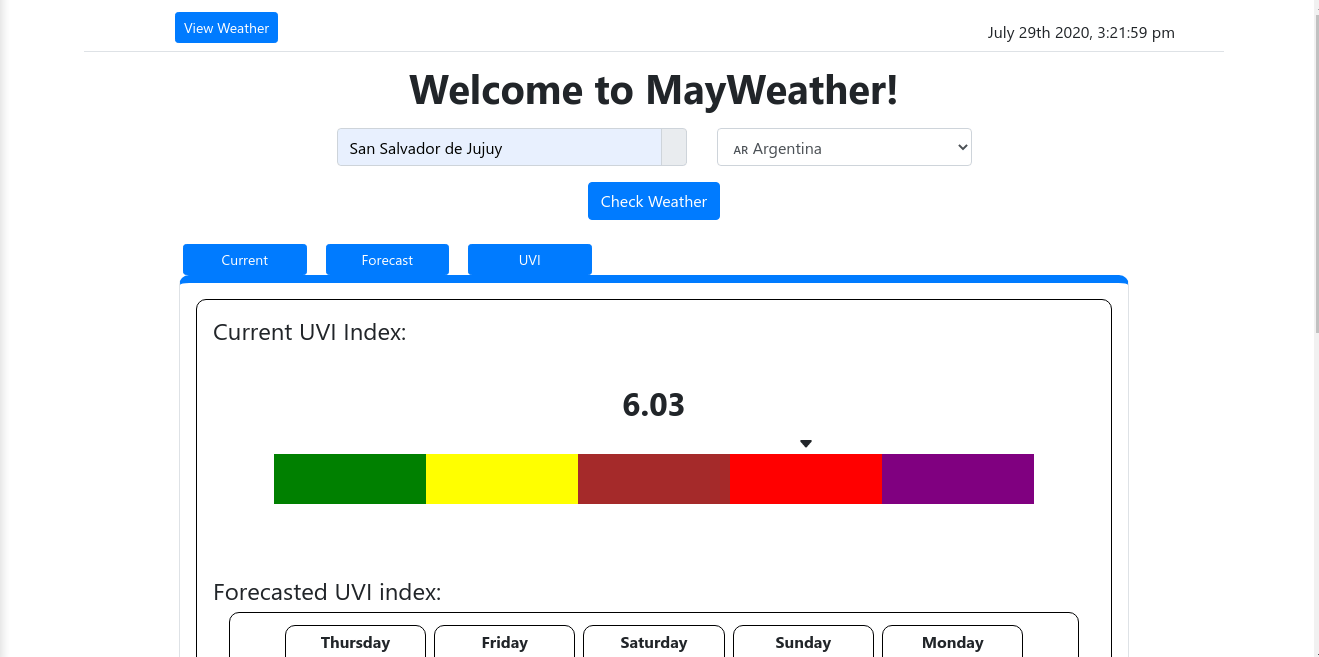 View Weather
July 29th 2020, 3:21:59 pm
Welcome to MayWeather!
San Salvador de Jujuy
AR Argentina
Check Weather
Current Forecast UVI
Current UVI Index:
6.03
Forecasted UVI index:
Thursday Friday Saturday Sunday Monday